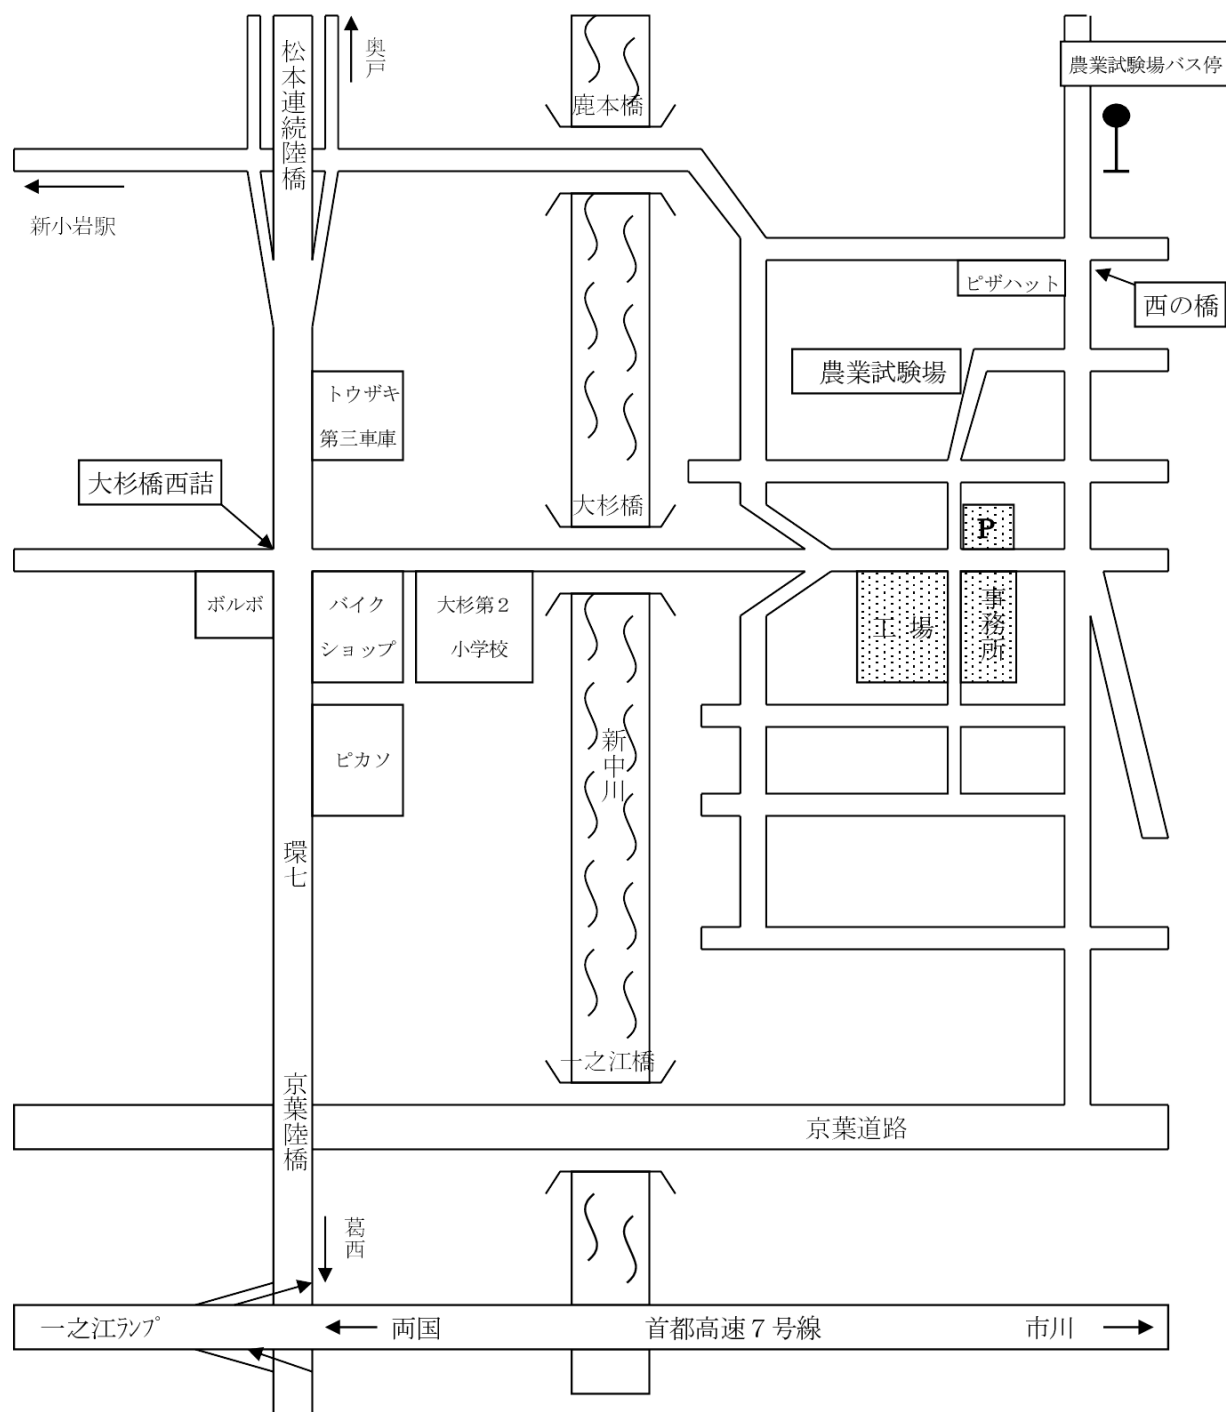 松本連続陸橋
奥戸
鹿本橋
農業試験場バス停
新小岩駅
ピザハット
西の橋
農業試験場
トウザキ
第三車庫
大杉橋西詰
大杉橋
P
ボルボ
バイク
ショップ
大杉第２
小学校
工 場
事務所
ピカソ
新中川
環七
一之江橋
京葉陸橋
京葉道路
葛西
一之江ﾗﾝﾌﾟ
両国
首都高速７号線
市川